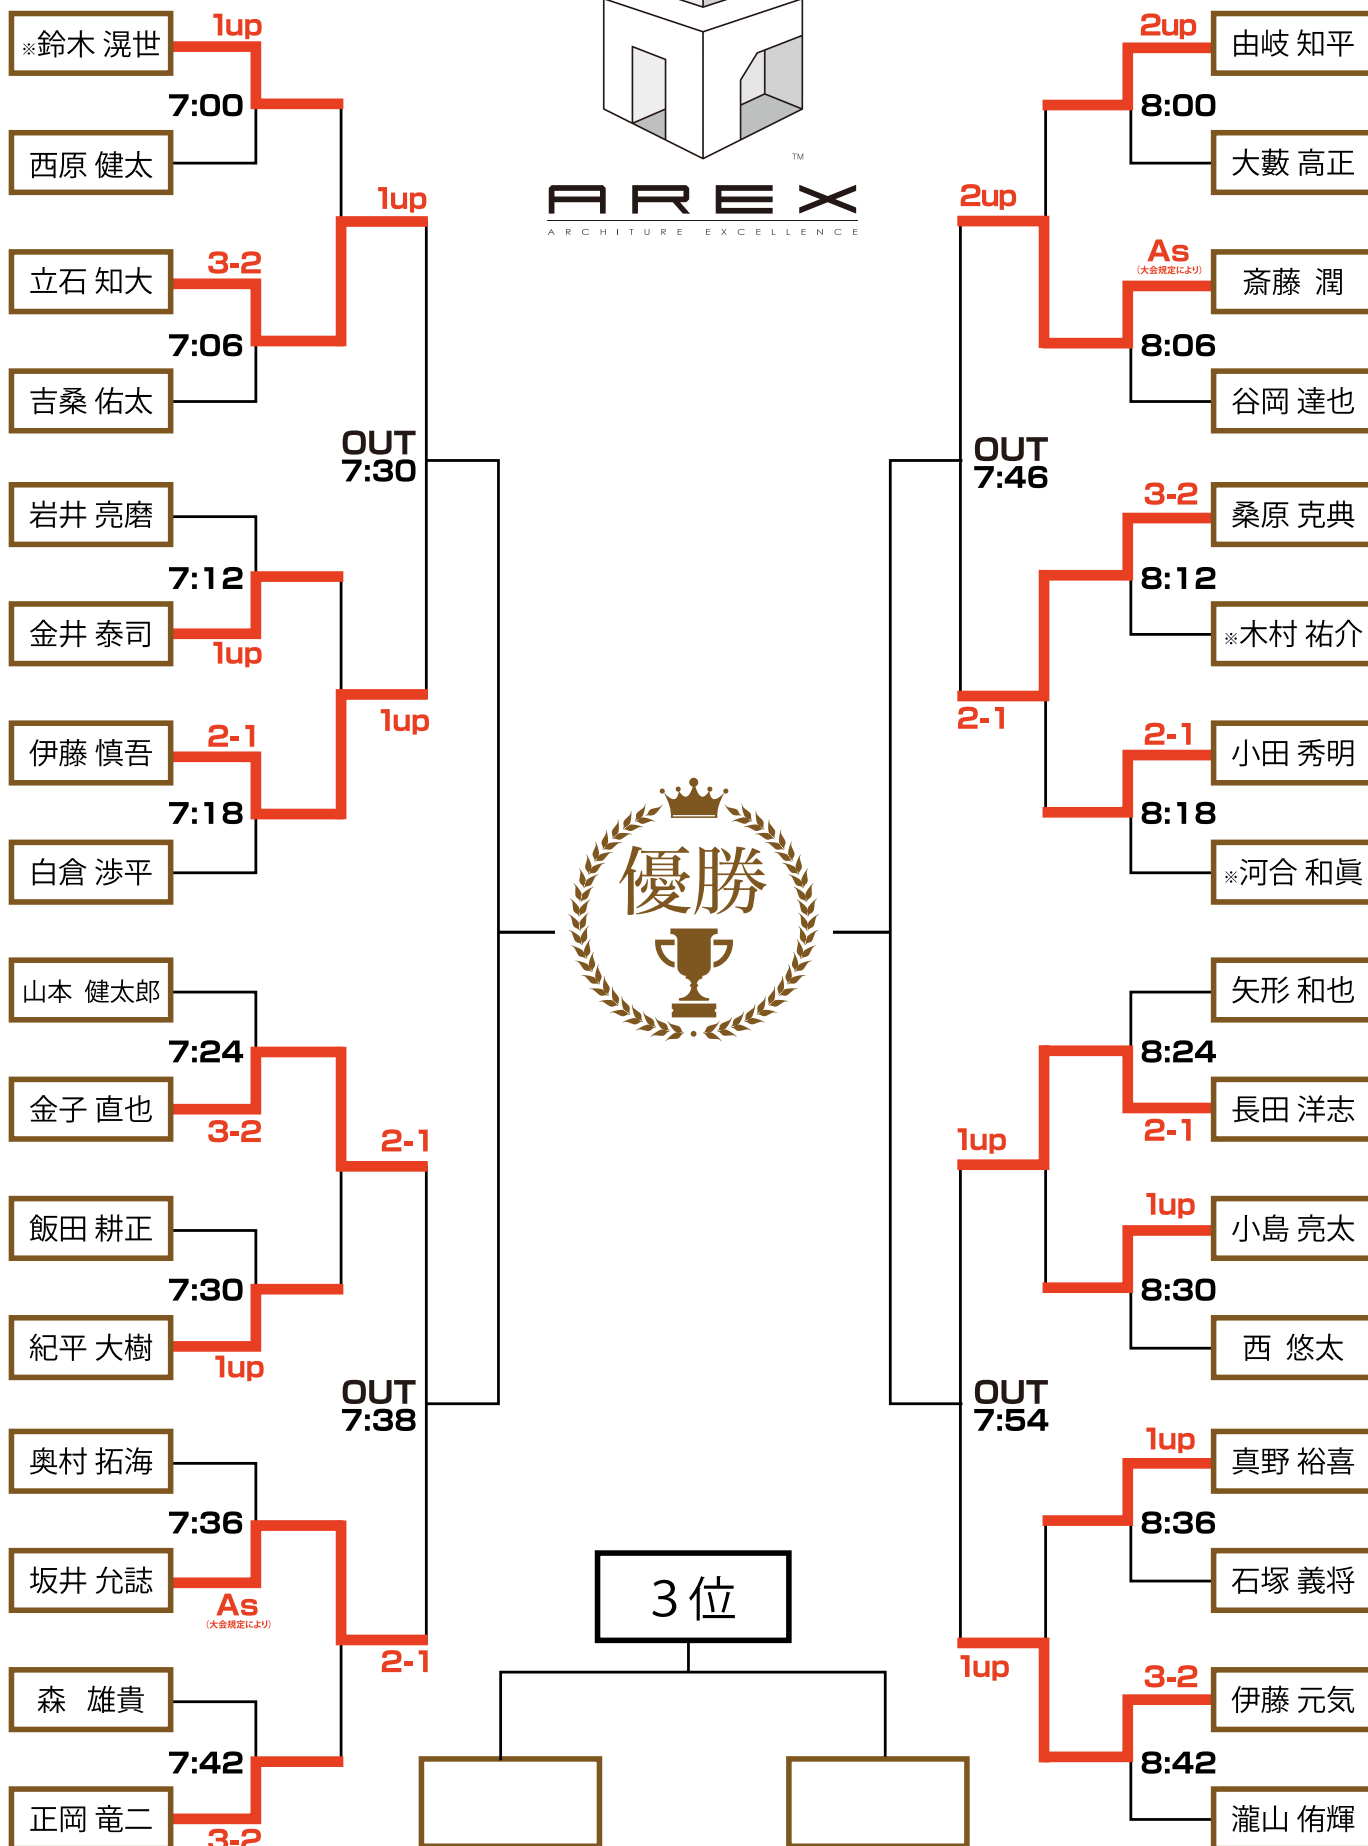 ※鈴木 滉世
1up
7:00
西原 健太
1up
立石 知大
3-2
7:06
吉桑 佑太
OUT
7:30
岩井 亮磨
7:12
金井 泰司
1up
1up
伊藤 慎吾
2-1
7:18
白倉 渉平
山本 健太郎
7:24
金子 直也
3-2
2-1
飯田 耕正
7:30
紀平 大樹
1up
OUT
7:38
奥村 拓海
7:36
坂井 允誌
As
(大会規定により)
2-1
森 雄貴
7:42
正岡 竜二
3-2
TM
AREX
ARCHITURE EXCELLENCE
優勝
3位
2up
由岐 知平
8:00
大藪 高正
2up
As
(大会規定により)
斎藤 潤
8:06
谷岡 達也
OUT
7:46
3-2
桑原 克典
8:12
※木村 祐介
2-1
2-1
小田 秀明
8:18
※河合 和眞
矢形 和也
8:24
長田 洋志
2-1
1up
1up
小島 亮太
8:30
西 悠太
OUT
7:54
1up
真野 裕喜
8:36
石塚 義将
1up
3-2
伊藤 元気
8:42
瀧山 侑輝